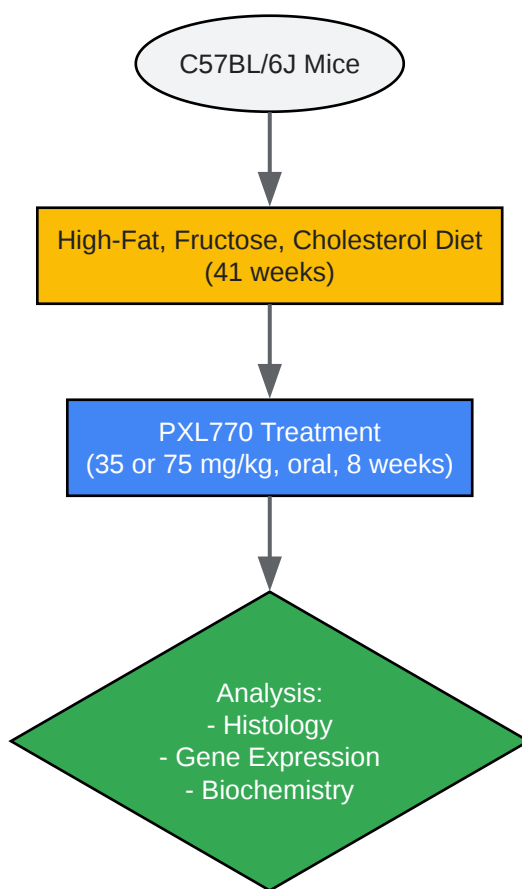 C57BL/6J Mice
High-Fat, Fructose, Cholesterol Diet
(41 weeks)
PXL770 Treatment
(35 or 75 mg/kg, oral, 8 weeks)
Analysis:
- Histology
- Gene Expression
- Biochemistry